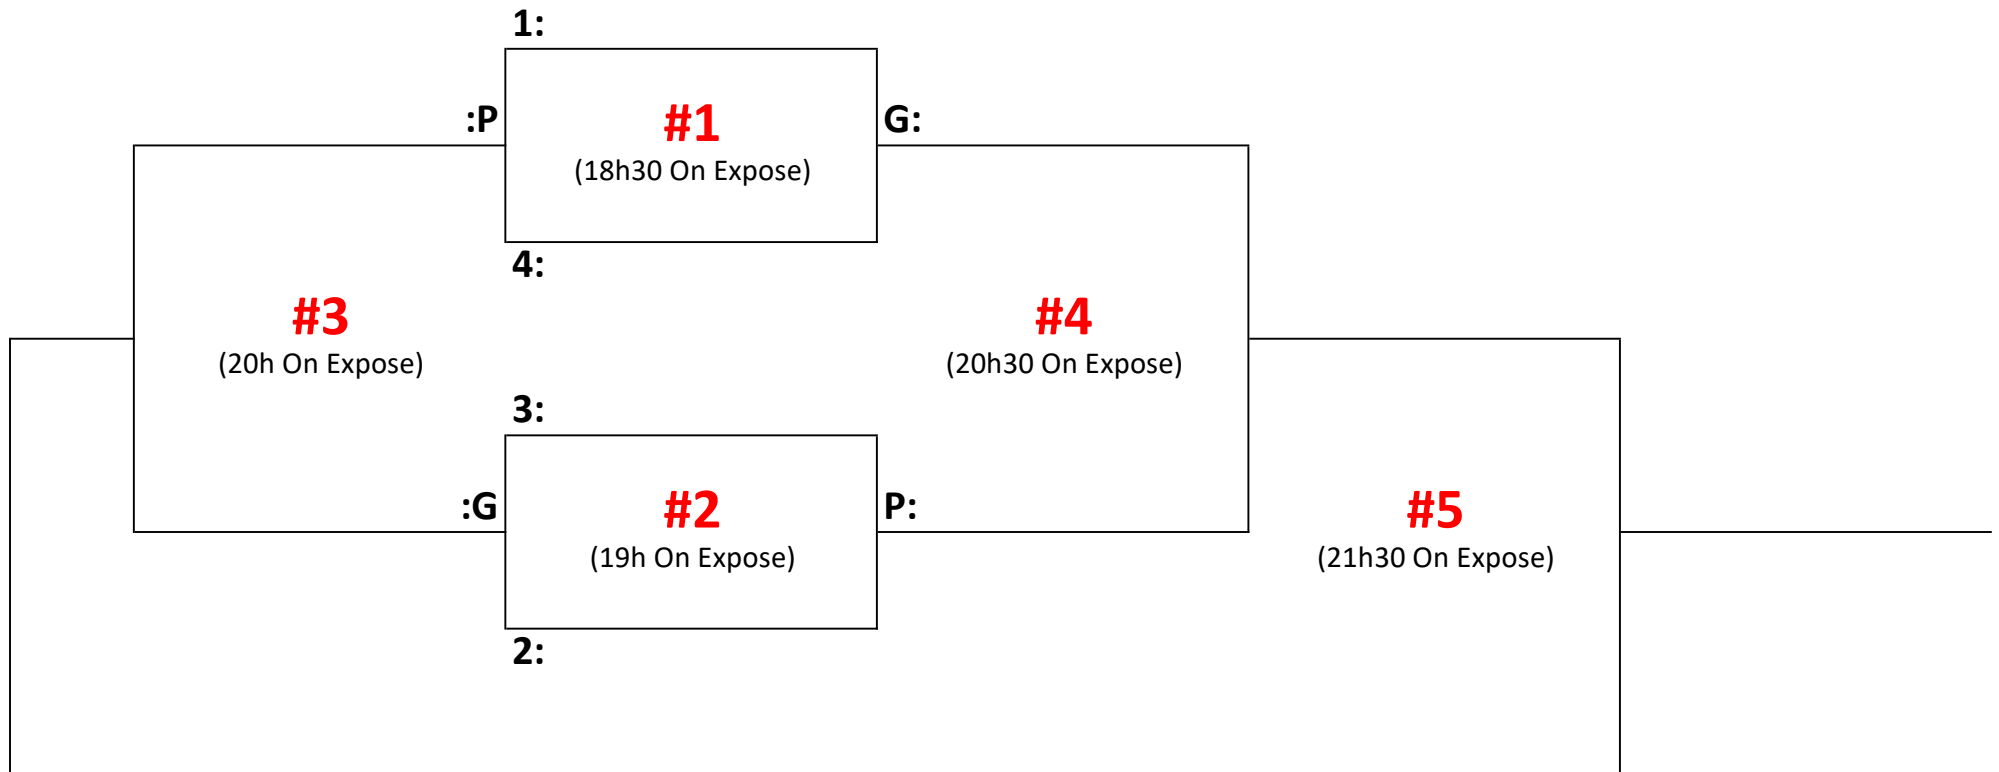 1:
:P
#1
G:
(18h30 On Expose)
4:
#3
#4
(20h On Expose)
(20h30 On Expose)
3:
:G
#2
P:
#5
(19h On Expose)
(21h30 On Expose)
2: